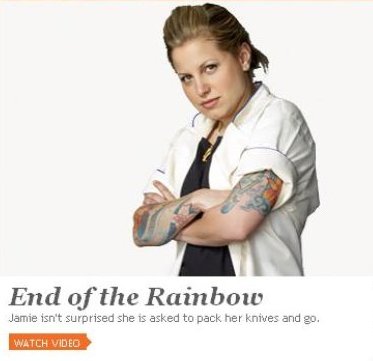 End of the Rainbow
Jamie isn't surprised she is asked to pack her knives and go.
WATCH VIDEO